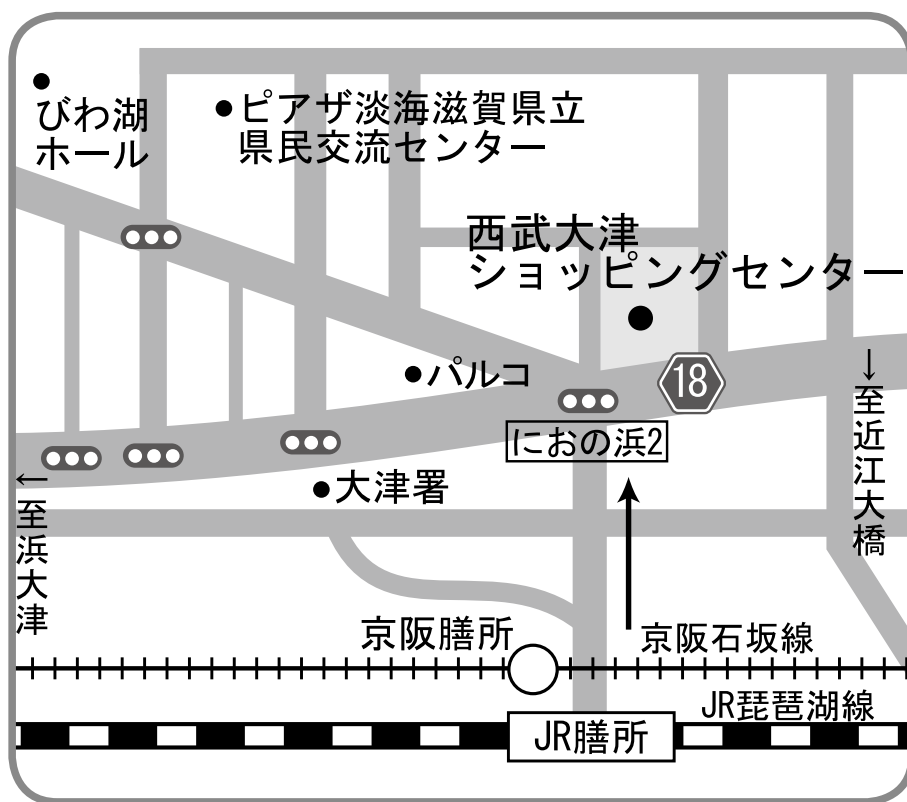 びわ湖
ホール
ピアザ淡海滋賀県立
県民交流センター
西武大津
ショッピングセンター
パルコ
18
↓至近江大橋
におの浜2
大津署
←至浜大津
京阪膳所
京阪石坂線
JR琵琶湖線
JR膳所